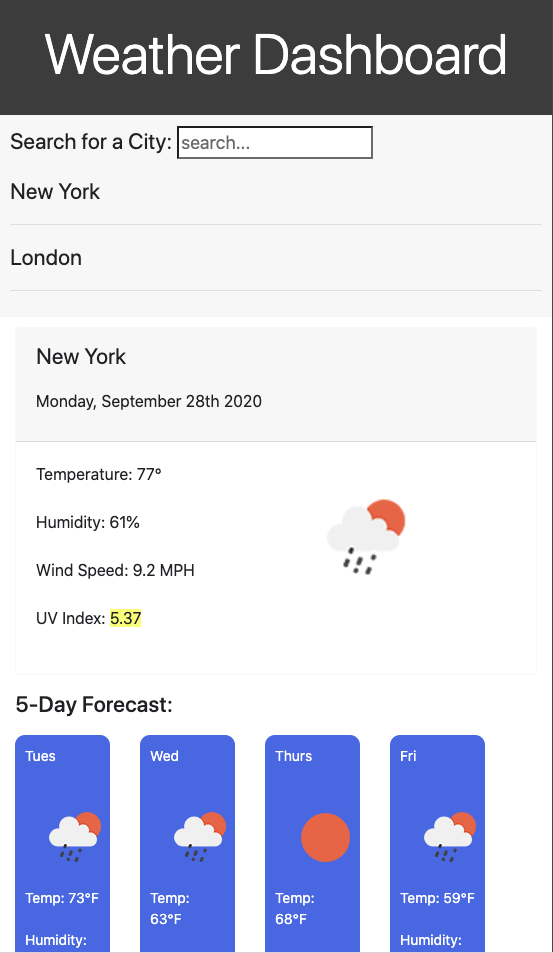 Weather Dashboard
Search for a City: search...
New York
London
New York
Monday, September 28th 2020
Temperature: 77°
Humidity: 61%
Wind Speed: 9.2 MPH
UV Index: 5.37
5-Day Forecast:
Tues
Temp: 73°F
Humidity:
Wed
Temp:
63°F
Thurs
Temp:
68°F
Fri
Temp: 59°F
Humidity: